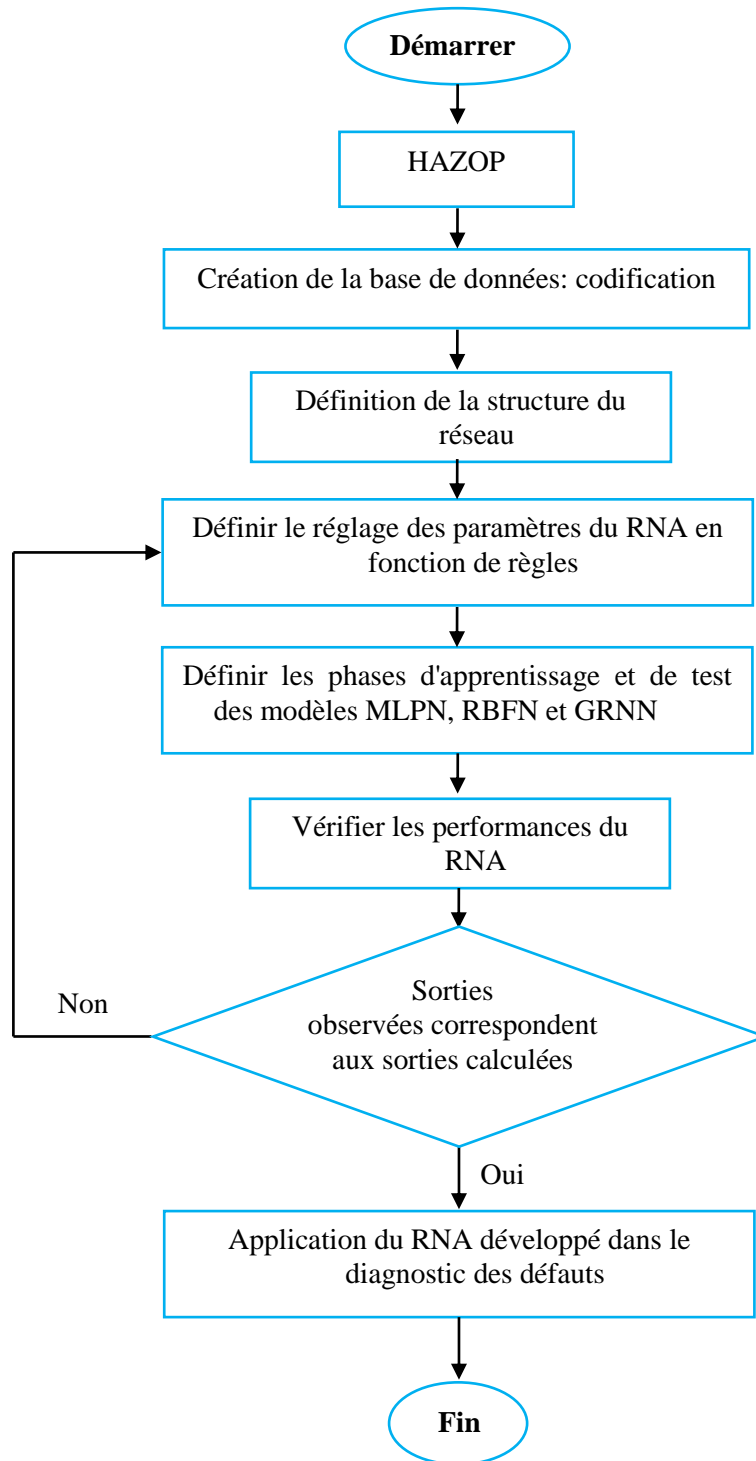 Démarrer
HAZOP
Création de la base de données: codification
Définition de la structure du
réseau
Définir le réglage des paramètres du RNA en
fonction de règles
Définir les phases d'apprentissage et de test
des modèles MLPN, RBFN et GRNN
Vérifier les performances du
RNA
Sorties
observées correspondent
aux sorties calculées
Non
Oui
Application du RNA développé dans le
diagnostic des défauts
Fin